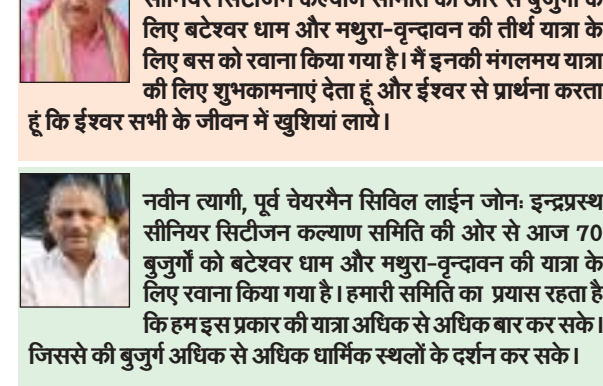 सीनियर सिटीजन कल्याण समिति की ओर से बुजुर्गों के
लिए बटेश्वर धाम और मथुरा-वृन्दावन की तीर्थ यात्रा के
लिए बस को रवाना किया गया है। मैं इनकी मंगलमय यात्रा
की लिए शुभकामनाएं देता हूं और ईश्वर से प्रार्थना करता
हूं कि ईश्वर सभी के जीवन में खुशियां लाये।
नवीन त्यागी, पूर्व चेयरमैन सिविल लाईन जोनः इन्द्रप्रस्थ
सीनियर सिटीजन कल्याण समिति की ओर से आज 70
बुजुर्गों को बटेश्वर धाम और मथुरा-वृन्दावन की यात्रा के
लिए रवाना किया गया है। हमारी समिति का प्रयास रहता है
कि हम इस प्रकार की यात्रा अधिक से अधिक बार कर सके।
जिससे की बुजुर्ग अधिक से अधिक धार्मिक स्थलों के दर्शन कर सके।